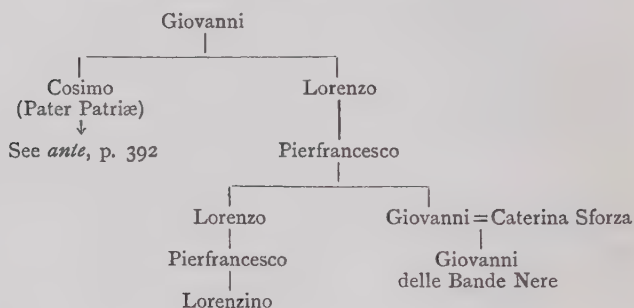 Giovanni
Cosimo Lorenzo
(Pater Patriæ)
See ante, p. 392 Pierfrancesco
Lorenzo Giovanni=Caterina Sforza
Pierfrancesco Giovanni
delle Bande Nere
Lorenzino